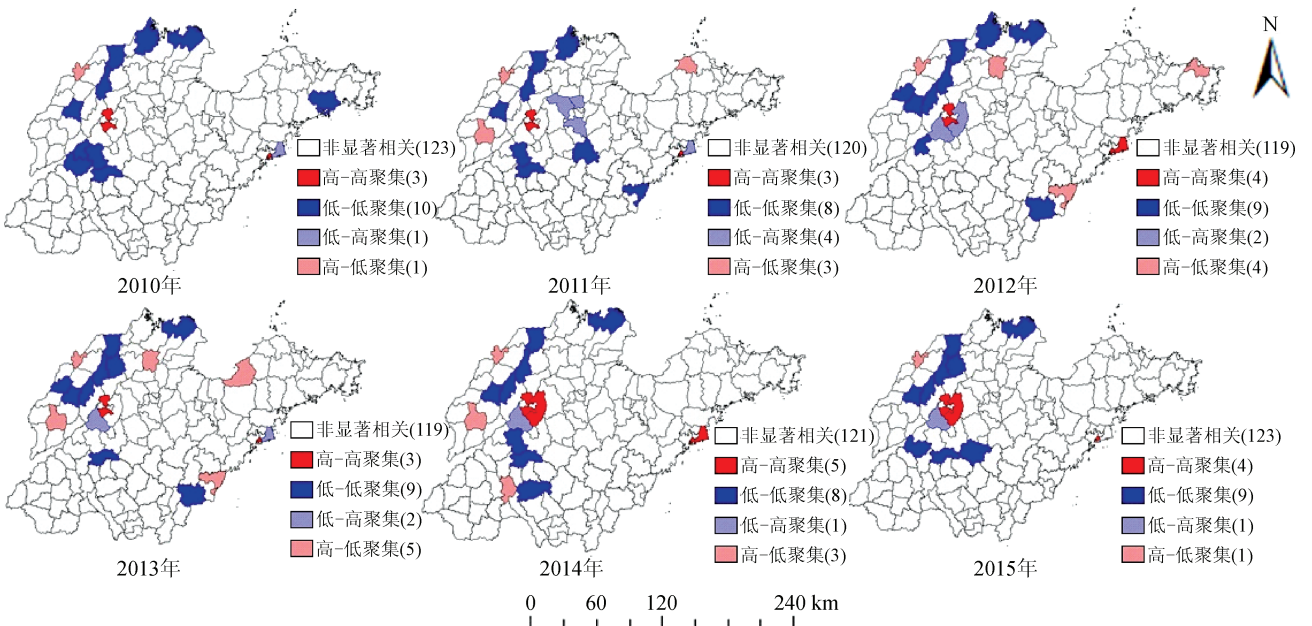 N
非显著相关(123)
高-高聚集(3)
低-低聚集(10)
低-高聚集(1)
高-低聚集(1)
2010年
非显著相关(120)
高-高聚集(3)
低-低聚集(8)
低-高聚集(4)
高-低聚集(3)
2011年
非显著相关(119)
高-高聚集(4)
低-低聚集(9)
低-高聚集(2)
高-低聚集(4)
2012年
非显著相关(119)
高-高聚集(3)
低-低聚集(9)
低-高聚集(2)
高-低聚集(5)
2013年
非显著相关(121)
高-高聚集(5)
低-低聚集(8)
低-高聚集(1)
高-低聚集(3)
2014年
非显著相关(123)
高-高聚集(4)
低-低聚集(9)
低-高聚集(1)
高-低聚集(1)
2015年
0 60 120 240 km